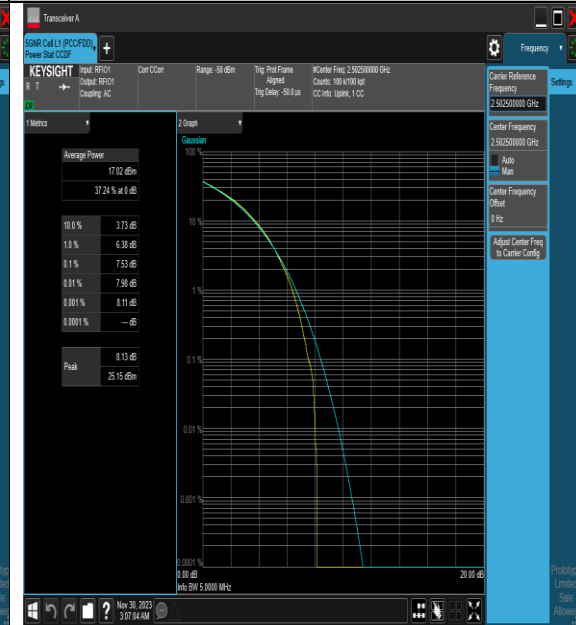 Transceiver A
5GNR Cell L1 (PCC/FDD),
Power Stat CCDF
Frequency
KEYSIGHT
R T
LV
Input: RFIO1
Output: RFIO1
Coupling: AC
Corr CCorr
Range: -50 dBm
Trig: Prot Frame
Aligned
Trig Delay: -50.0 µs
#Center Freq: 2.502500000 GHz
Counts: 100 k/100 kpt
CC Info: Uplink, 1 CC
Carrier Reference
Frequency
2.502500000 GHz
Settings
Center Frequency
2.502500000 GHz
Auto
Man
Center Frequency
Offset
0 Hz
Adjust Center Freq
to Carrier Config
1 Metrics
Average Power
17.02 dBm
37.24 % at 0 dB
10.0 % 3.73 dB
1.0 % 6.38 dB
0.1 % 7.53 dB
0.01 % 7.98 dB
0.001 % 8.11 dB
0.0001 % --- dB
Peak
8.13 dB
25.15 dBm
2 Graph
Gaussian
100 %
10 %
1 %
0.1 %
0.01 %
0.001 %
0.0001 %
0.00 dB
20.00 dB
Info BW 5.0000 MHz
Nov 30, 2023
3:07:04 AM